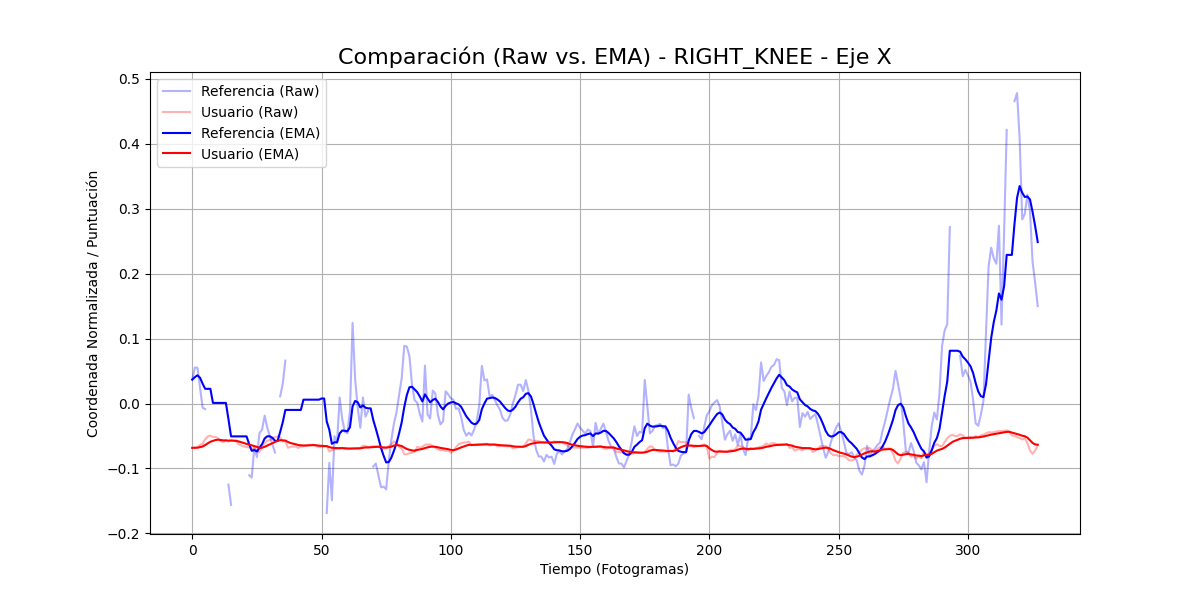 Comparación (Raw vs. EMA) - RIGHT_KNEE - Eje X
Referencia (Raw)
Usuario (Raw)
Referencia (EMA)
Usuario (EMA)
Coordenada Normalizada / Puntuación
0.5
0.4
0.3
0.2
0.1
0.0
−0.1
−0.2
0
50
100
150
200
250
300
Tiempo (Fotogramas)